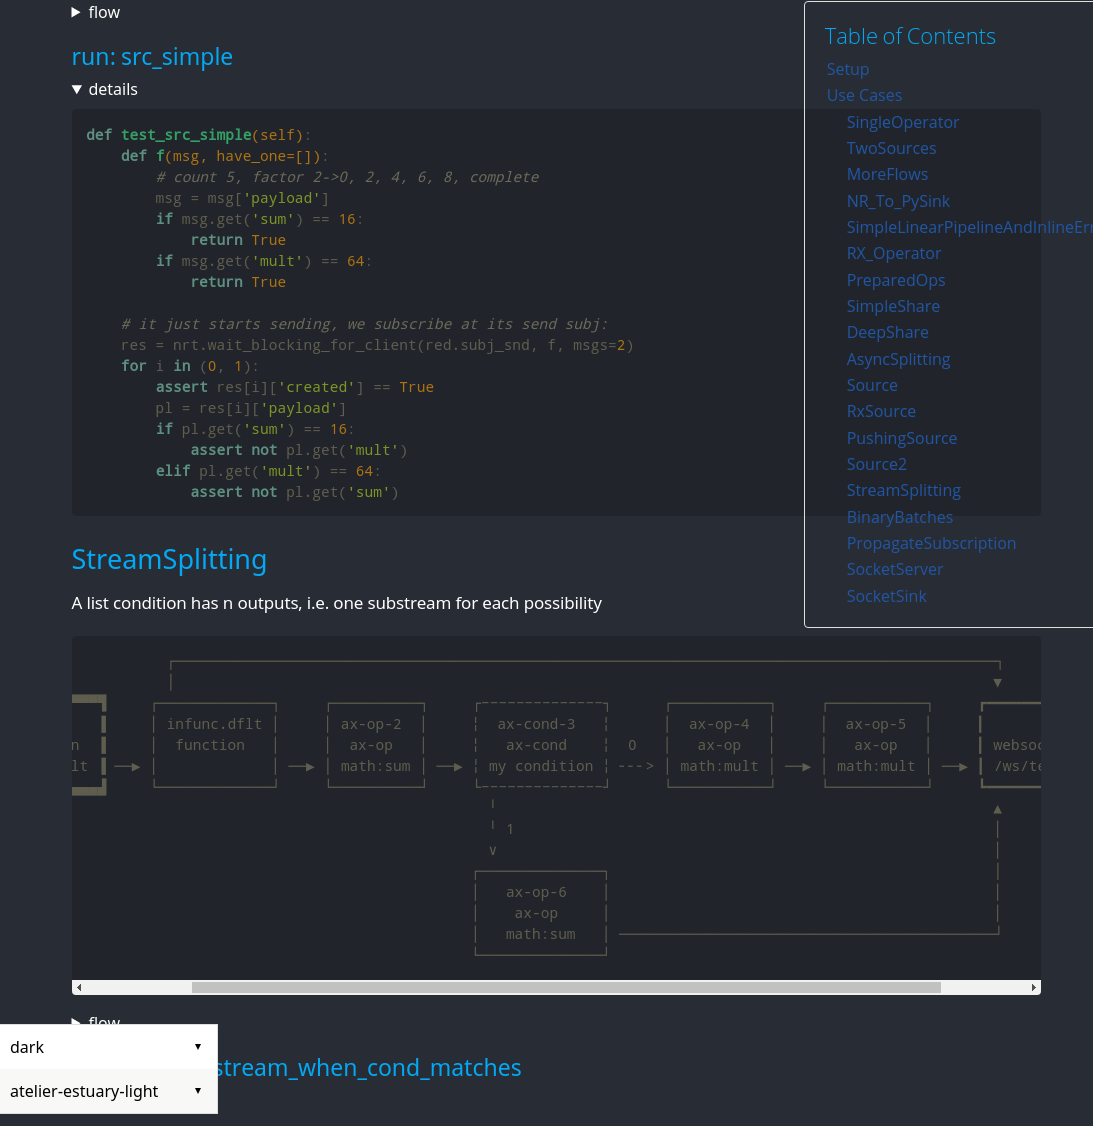 ▶ flow
run: src_simple
▼ details
def test_src_simple(self):
    def f(msg, have_one=[]):
        # count 5, factor 2->0, 2, 4, 6, 8, complete
        msg = msg['payload']
        if msg.get('sum') == 16:
            return True
        if msg.get('mult') == 64:
            return True
    # it just starts sending, we subscribe at its send subj:
    res = nrt.wait_blocking_for_client(red.subj_snd, f, msgs=2)
    for i in (0, 1):
        assert res[i]['created'] == True
        pl = res[i]['payload']
        if pl.get('sum') == 16:
            assert not pl.get('mult')
        elif pl.get('mult') == 64:
            assert not pl.get('sum')
StreamSplitting
A list condition has n outputs, i.e. one substream for each possibility
infunc.dflt ax-op-2 ax-cond-3 ax-op-4 ax-op-5
n function ax-op ax-cond 0 ax-op ax-op websoc
lt math:sum my condition ---> math:mult math:mult /ws/te
1
v
ax-op-6
ax-op
math:sum
▶ flow
stream_when_cond_matches
dark
atelier-estuary-light
Table of Contents
Setup
Use Cases
SingleOperator
TwoSources
MoreFlows
NR_To_PySink
SimpleLinearPipelineAndInlineErr
RX_Operator
PreparedOps
SimpleShare
DeepShare
AsyncSplitting
Source
RxSource
PushingSource
Source2
StreamSplitting
BinaryBatches
PropagateSubscription
SocketServer
SocketSink